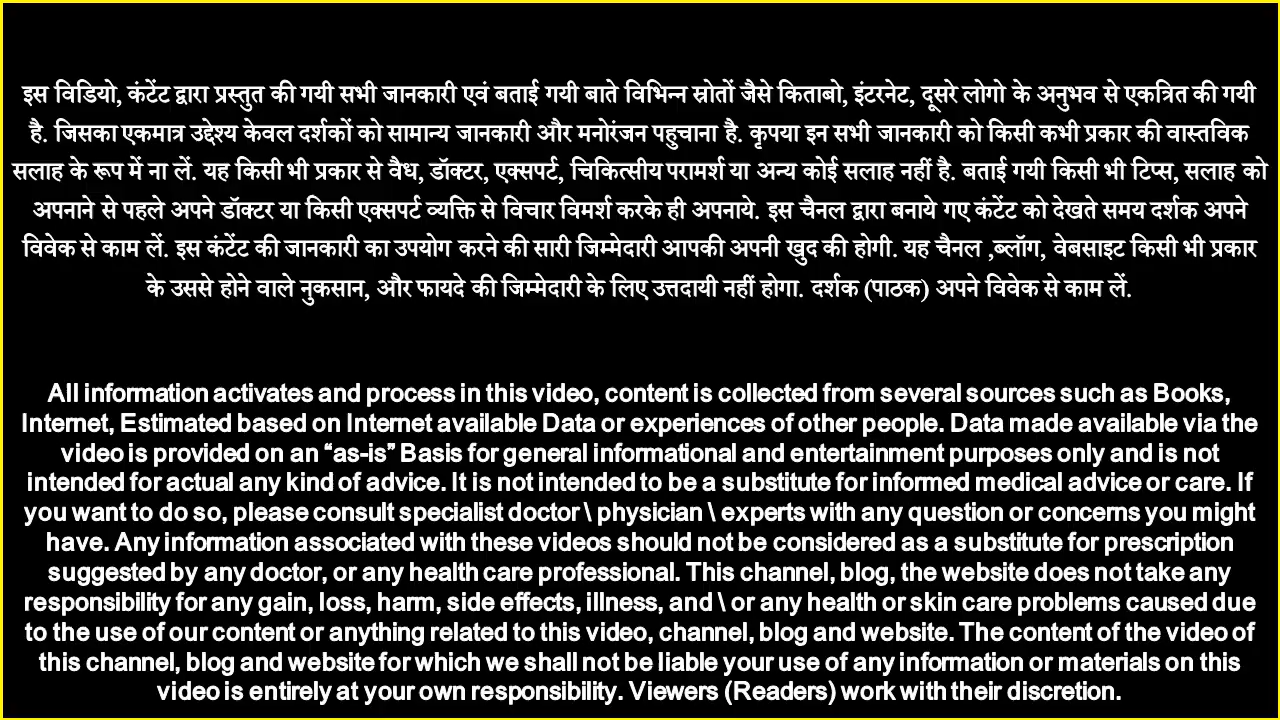 इस विडियो, कंटेंट द्वारा प्रस्तुत की गयी सभी जानकारी एवं बताई गयी बाते विभिन्न स्रोतों जैसे किताबो, इंटरनेट, दूसरे लोगो के अनुभव से एकत्रित की गयी
है. जिसका एकमात्र उद्देश्य केवल दर्शकों को सामान्य जानकारी और मनोरंजन पहुचाना है. कृपया इन सभी जानकारी को किसी कभी प्रकार की वास्तविक
सलाह के रूप में ना लें. यह किसी भी प्रकार से वैध, डॉक्टर, एक्सपर्ट, चिकित्सीय परामर्श या अन्य कोई सलाह नहीं है. बताई गयी किसी भी टिप्स, सलाह को
अपनाने से पहले अपने डॉक्टर या किसी एक्सपर्ट व्यक्ति से विचार विमर्श करके ही अपनाये. इस चैनल द्वारा बनाये गए कंटेंट को देखते समय दर्शक अपने
विवेक से काम लें. इस कंटेंट की जानकारी का उपयोग करने की सारी जिम्मेदारी आपकी अपनी खुद की होगी. यह चैनल ,ब्लॉग, वेबसाइट किसी भी प्रकार
के उससे होने वाले नुकसान, और फायदे की जिम्मेदारी के लिए उत्तदायी नहीं होगा. दर्शक (पाठक) अपने विवेक से काम लें.
All information activates and process in this video, content is collected from several sources such as Books,
Internet, Estimated based on Internet available Data or experiences of other people. Data made available via the
video is provided on an “as-is” Basis for general informational and entertainment purposes only and is not
intended for actual any kind of advice. It is not intended to be a substitute for informed medical advice or care. If
you want to do so, please consult specialist doctor \ physician \ experts with any question or concerns you might
have. Any information associated with these videos should not be considered as a substitute for prescription
suggested by any doctor, or any health care professional. This channel, blog, the website does not take any
responsibility for any gain, loss, harm, side effects, illness, and \ or any health or skin care problems caused due
to the use of our content or anything related to this video, channel, blog and website. The content of the video of
this channel, blog and website for which we shall not be liable your use of any information or materials on this
video is entirely at your own responsibility. Viewers (Readers) work with their discretion.